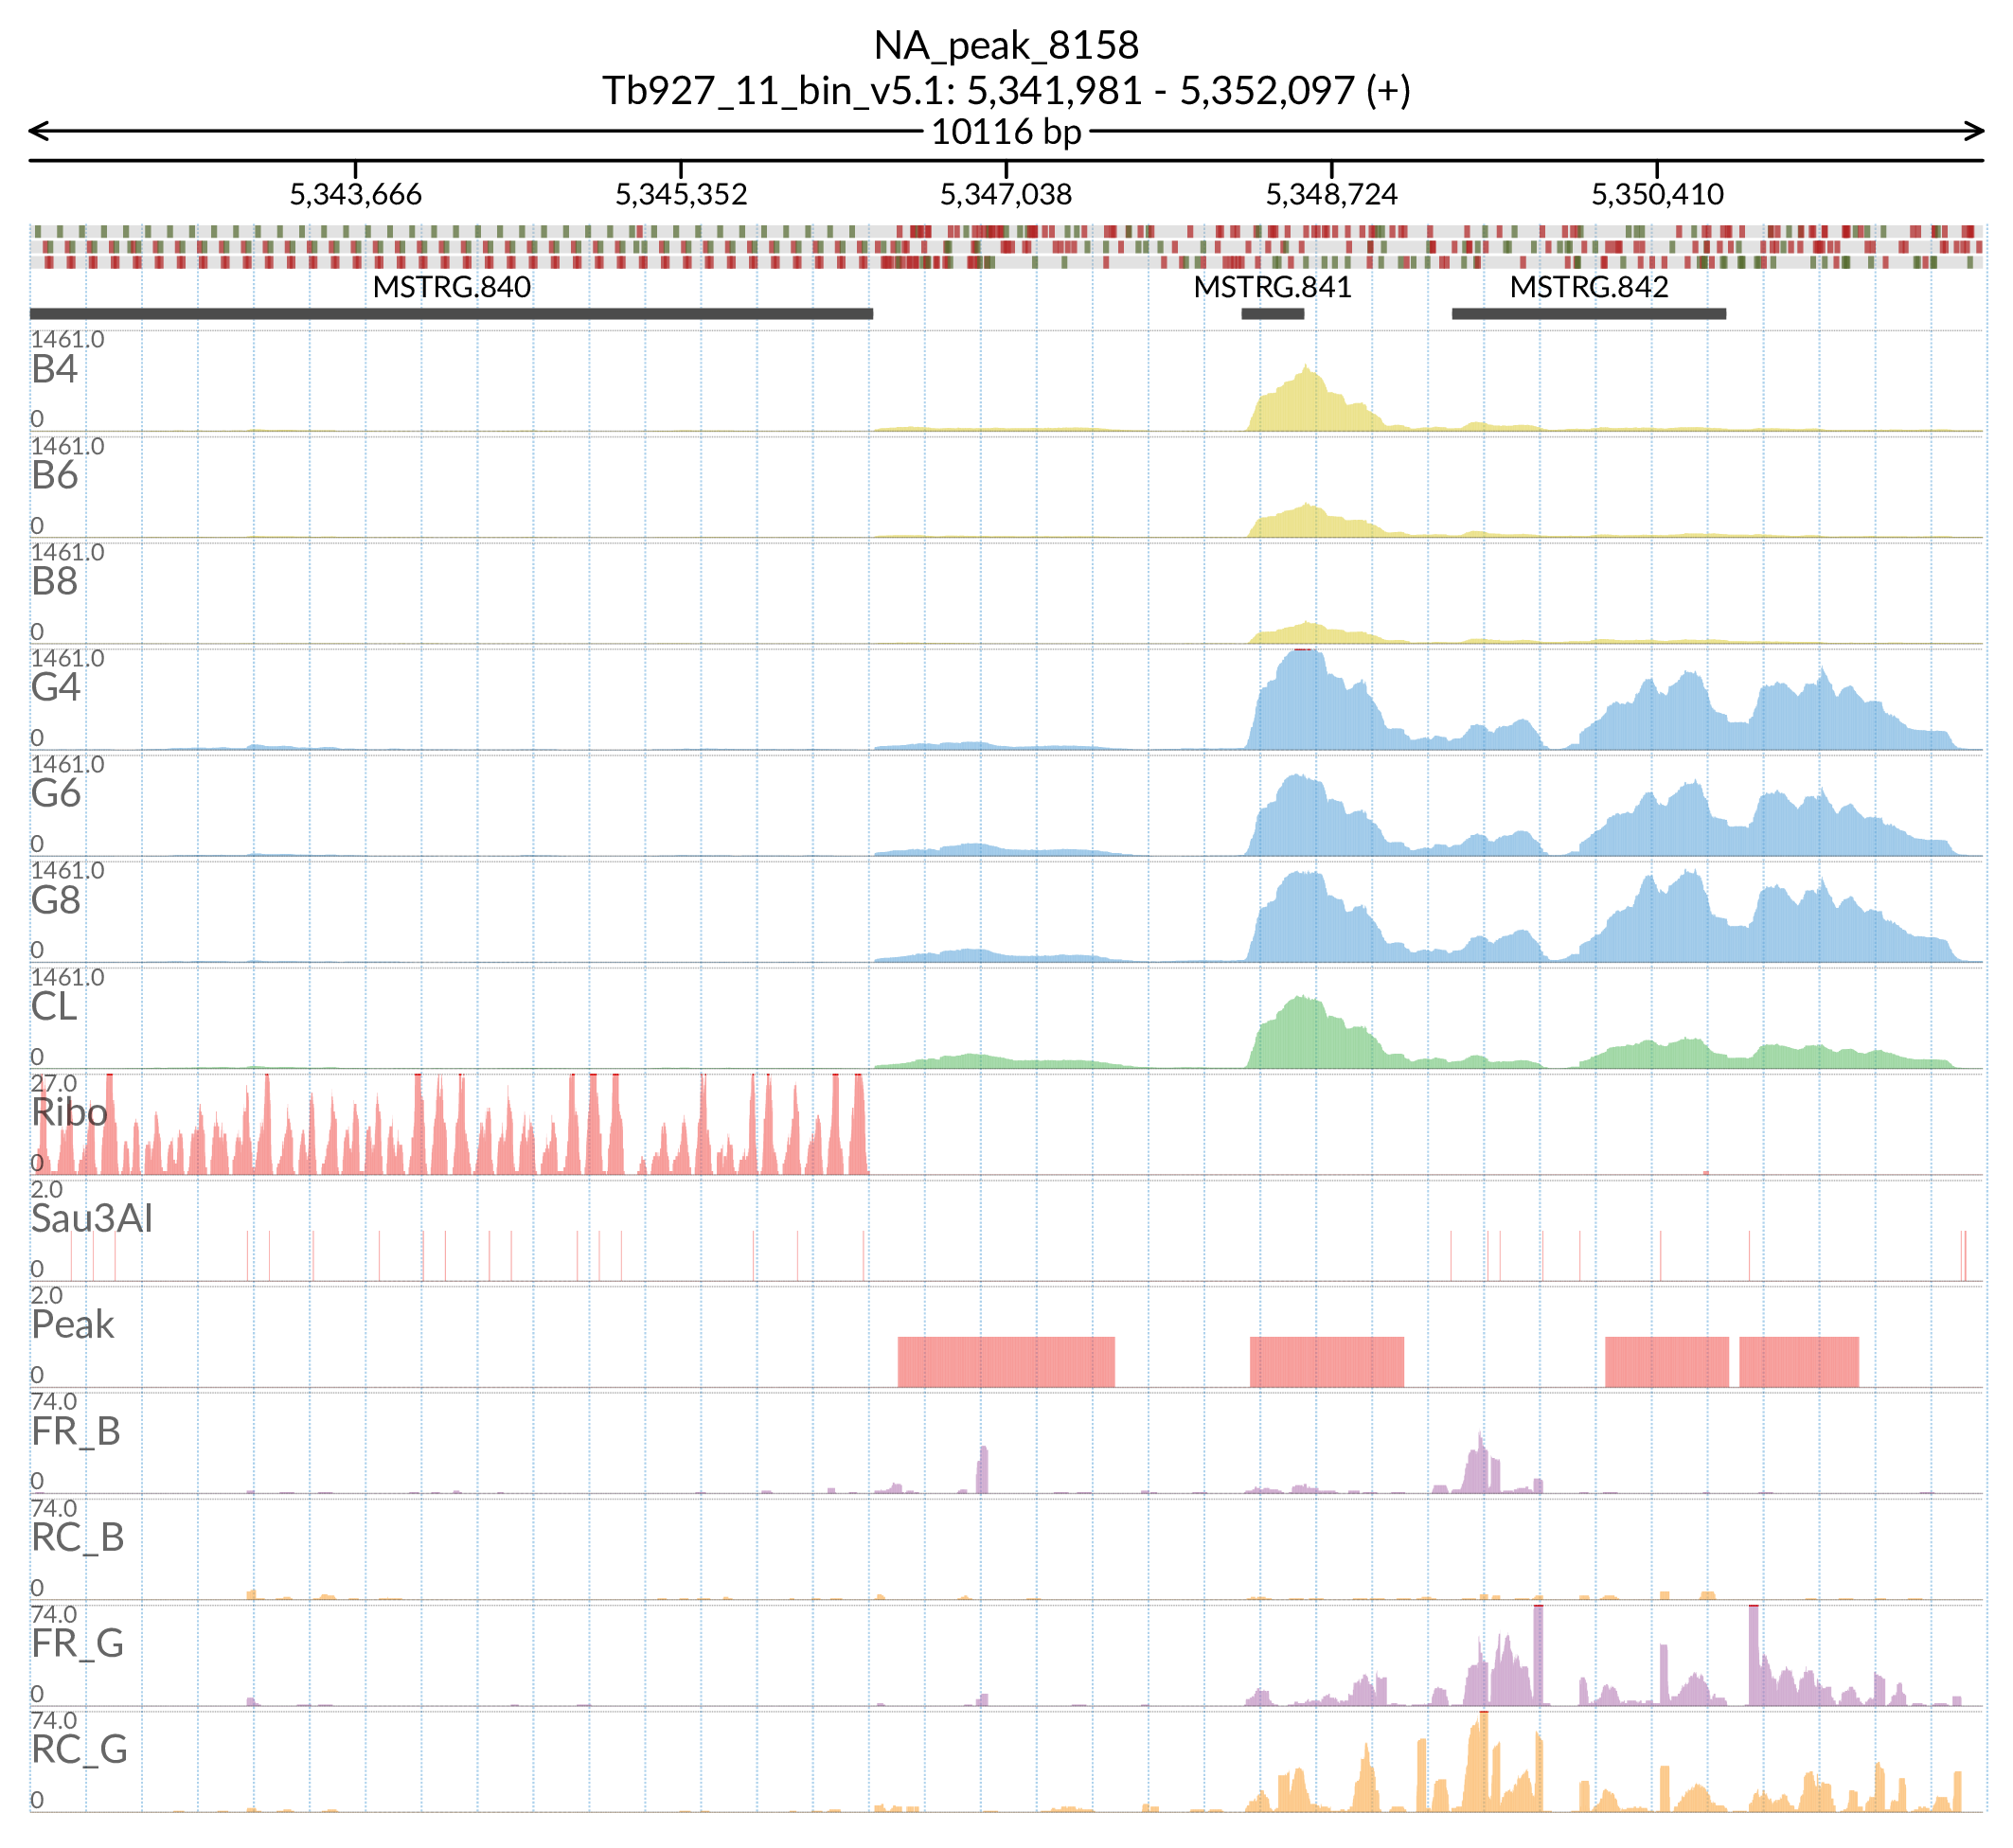 NA_peak_8158
Tb927_11_bin_v5.1: 5,341,981 - 5,352,097 (+)
10116 bp
5,343,666 5,345,352 5,347,038 5,348,724 5,350,410
MSTRG.840 MSTRG.841 MSTRG.842
1461.0
B4
0
1461.0
B6
0
1461.0
B8
0
1461.0
G4
0
1461.0
G6
0
1461.0
G8
0
1461.0
CL
0
27.0
Ribo
0
2.0
Sau3AI
0
2.0
Peak
0
74.0
FR_B
0
74.0
RC_B
0
74.0
FR_G
0
74.0
RC_G
0